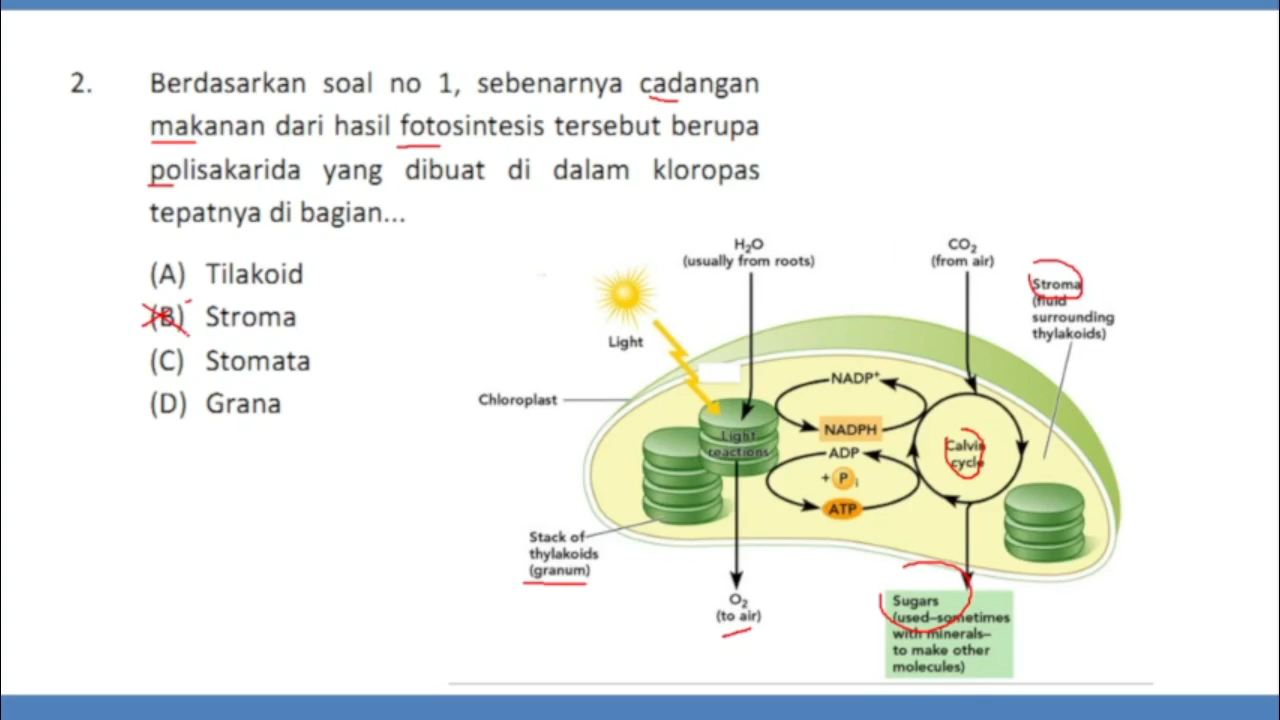 2. Berdasarkan soal no 1, sebenarnya cadangan
makanan dari hasil fotosintesis tersebut berupa
polisakarida yang dibuat di dalam kloropas
tepatnya di bagian...
(A) Tilakoid
(B) Stroma
(C) Stomata
(D) Grana
H₂O
(usually from roots)
CO₂
(from air)
Stroma
(fluid
surrounding
thylakoids)
Light
Chloroplast
NADP⁺
NADPH
Light
reactions
ADP
+ Pi
ATP
Calvin
cycle
Stack of
thylakoids
(granum)
O₂
(to air)
Sugars
(used–sometimes
with minerals–
to make other
molecules)